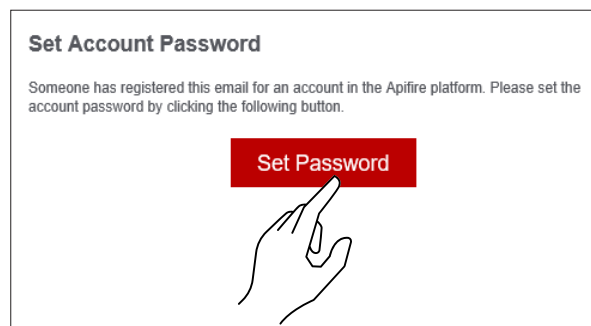 Set Account Password
Someone has registered this email for an account in the Apifire platform. Please set the
account password by clicking the following button.
Set Password